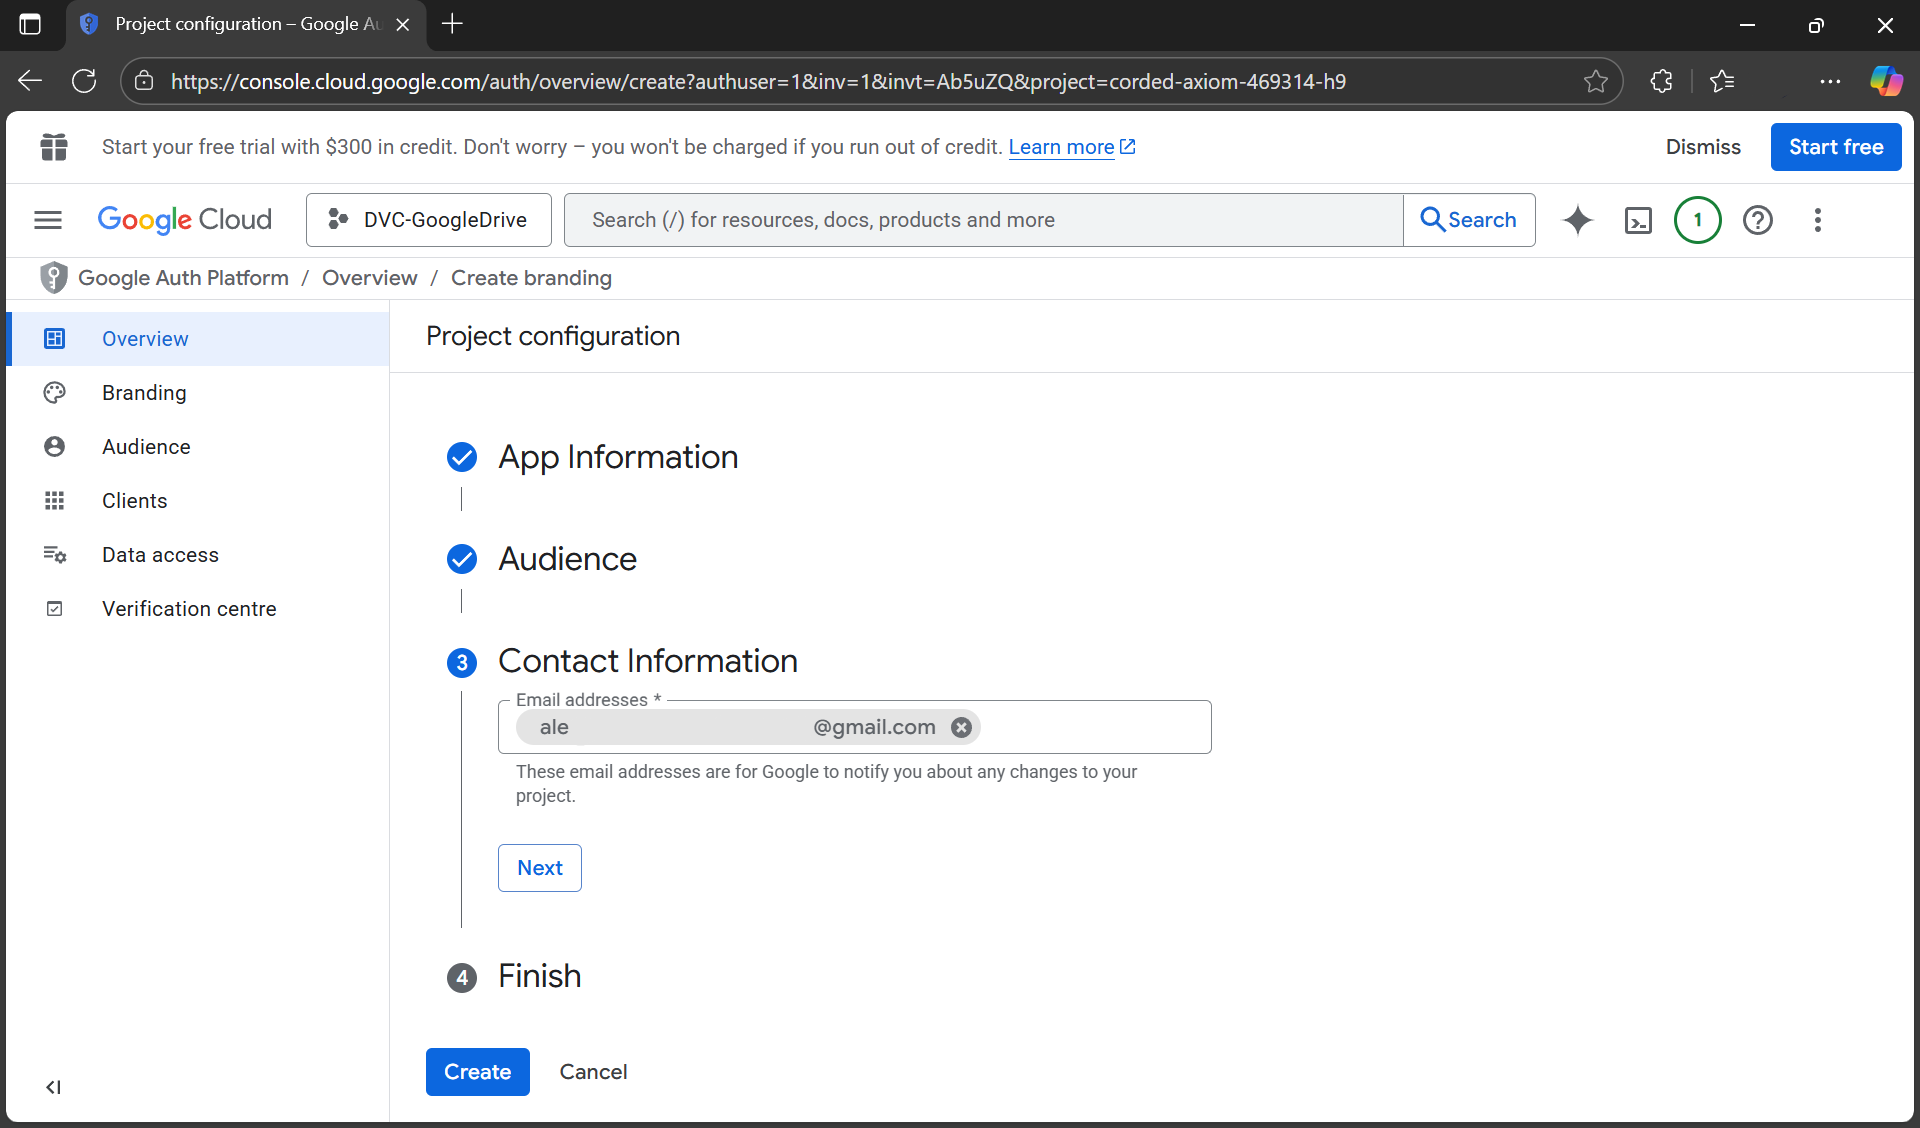 Project configuration – Google Au
https://console.cloud.google.com/auth/overview/create?authuser=1&inv=1&invt=Ab5uZQ&project=corded-axiom-469314-h9
Start your free trial with $300 in credit. Don't worry – you won't be charged if you run out of credit. Learn more
Dismiss
Start free
Google Cloud
DVC-GoogleDrive
Search (/) for resources, docs, products and more
Search
1
Google Auth Platform / Overview / Create branding
Overview
Branding
Audience
Clients
Data access
Verification centre
Project configuration
App Information
Audience
3 Contact Information
Email addresses *
ale @gmail.com
These email addresses are for Google to notify you about any changes to your
project.
Next
4 Finish
Create
Cancel